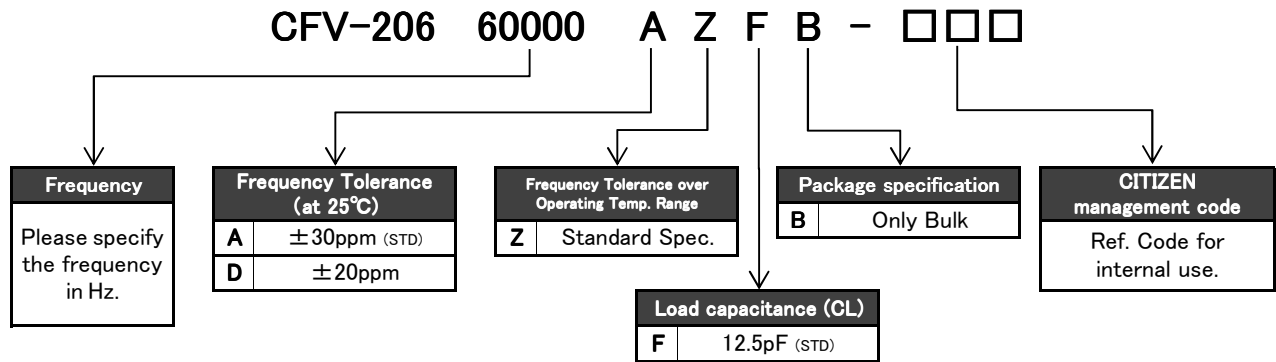 CFV-206 60000 A Z F B - □□□
Frequency
Please specify
the frequency
in Hz.
Frequency Tolerance
(at 25℃)
A ±30ppm (STD)
D ±20ppm
Frequency Tolerance over
Operating Temp. Range
Z Standard Spec.
Package specification
B Only Bulk
CITIZEN
management code
Ref. Code for
internal use.
Load capacitance (CL)
F 12.5pF (STD)